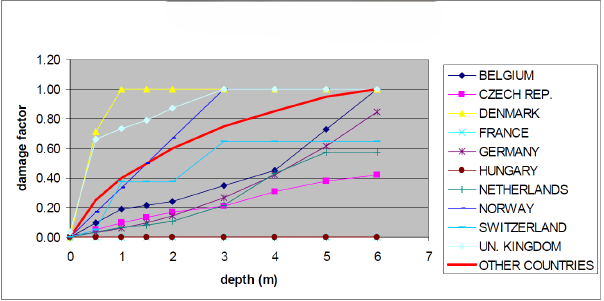 1.20
1.00
0.80
0.60
0.40
0.20
0.00
damage factor
0 1 2 3 4 5 6 7
depth (m)
BELGIUM
CZECH REP.
DENMARK
FRANCE
GERMANY
HUNGARY
NETHERLANDS
NORWAY
SWITZERLAND
UN. KINGDOM
OTHER COUNTRIES